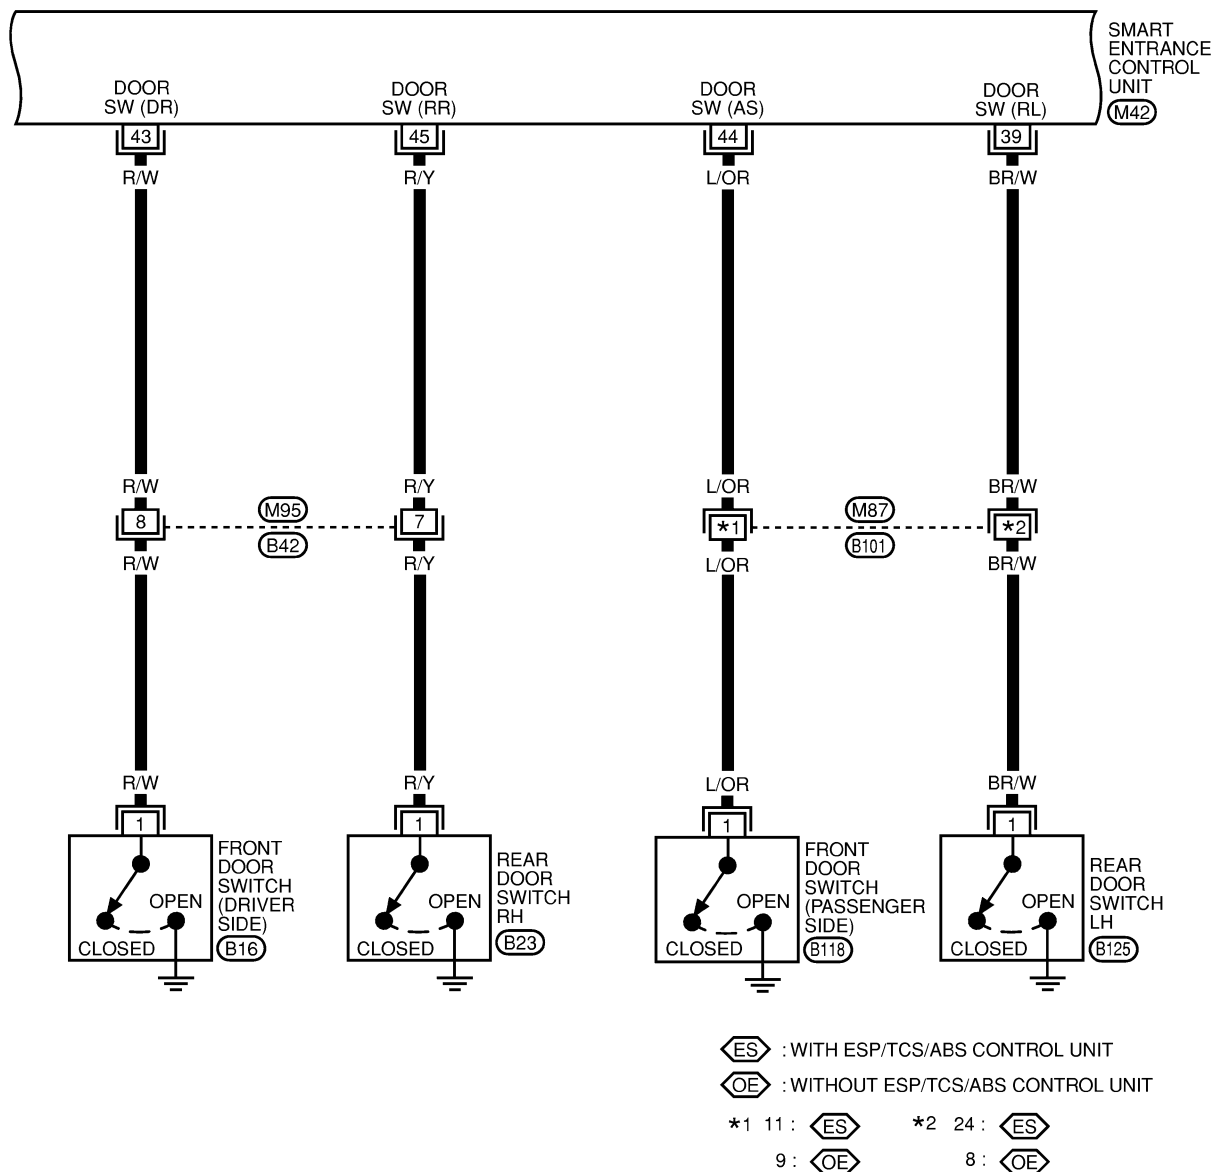 SMART
ENTRANCE
CONTROL
UNIT
M42
DOOR
SW (DR)
DOOR
SW (RR)
DOOR
SW (AS)
DOOR
SW (RL)
43
45
44
39
R/W
R/Y
L/OR
BR/W
R/W
R/Y
L/OR
BR/W
8
M95
B42
7
*1
M87
B101
*2
R/W
R/Y
L/OR
BR/W
R/W
R/Y
L/OR
BR/W
1
1
1
1
OPEN
CLOSED
FRONT
DOOR
SWITCH
(DRIVER
SIDE)
B16
OPEN
CLOSED
REAR
DOOR
SWITCH
RH
B23
OPEN
CLOSED
FRONT
DOOR
SWITCH
(PASSENGER
SIDE)
B118
OPEN
CLOSED
REAR
DOOR
SWITCH
LH
B125
ES : WITH ESP/TCS/ABS CONTROL UNIT
OE : WITHOUT ESP/TCS/ABS CONTROL UNIT
*1 11 : ES *2 24 : ES
9 : OE 8 : OE